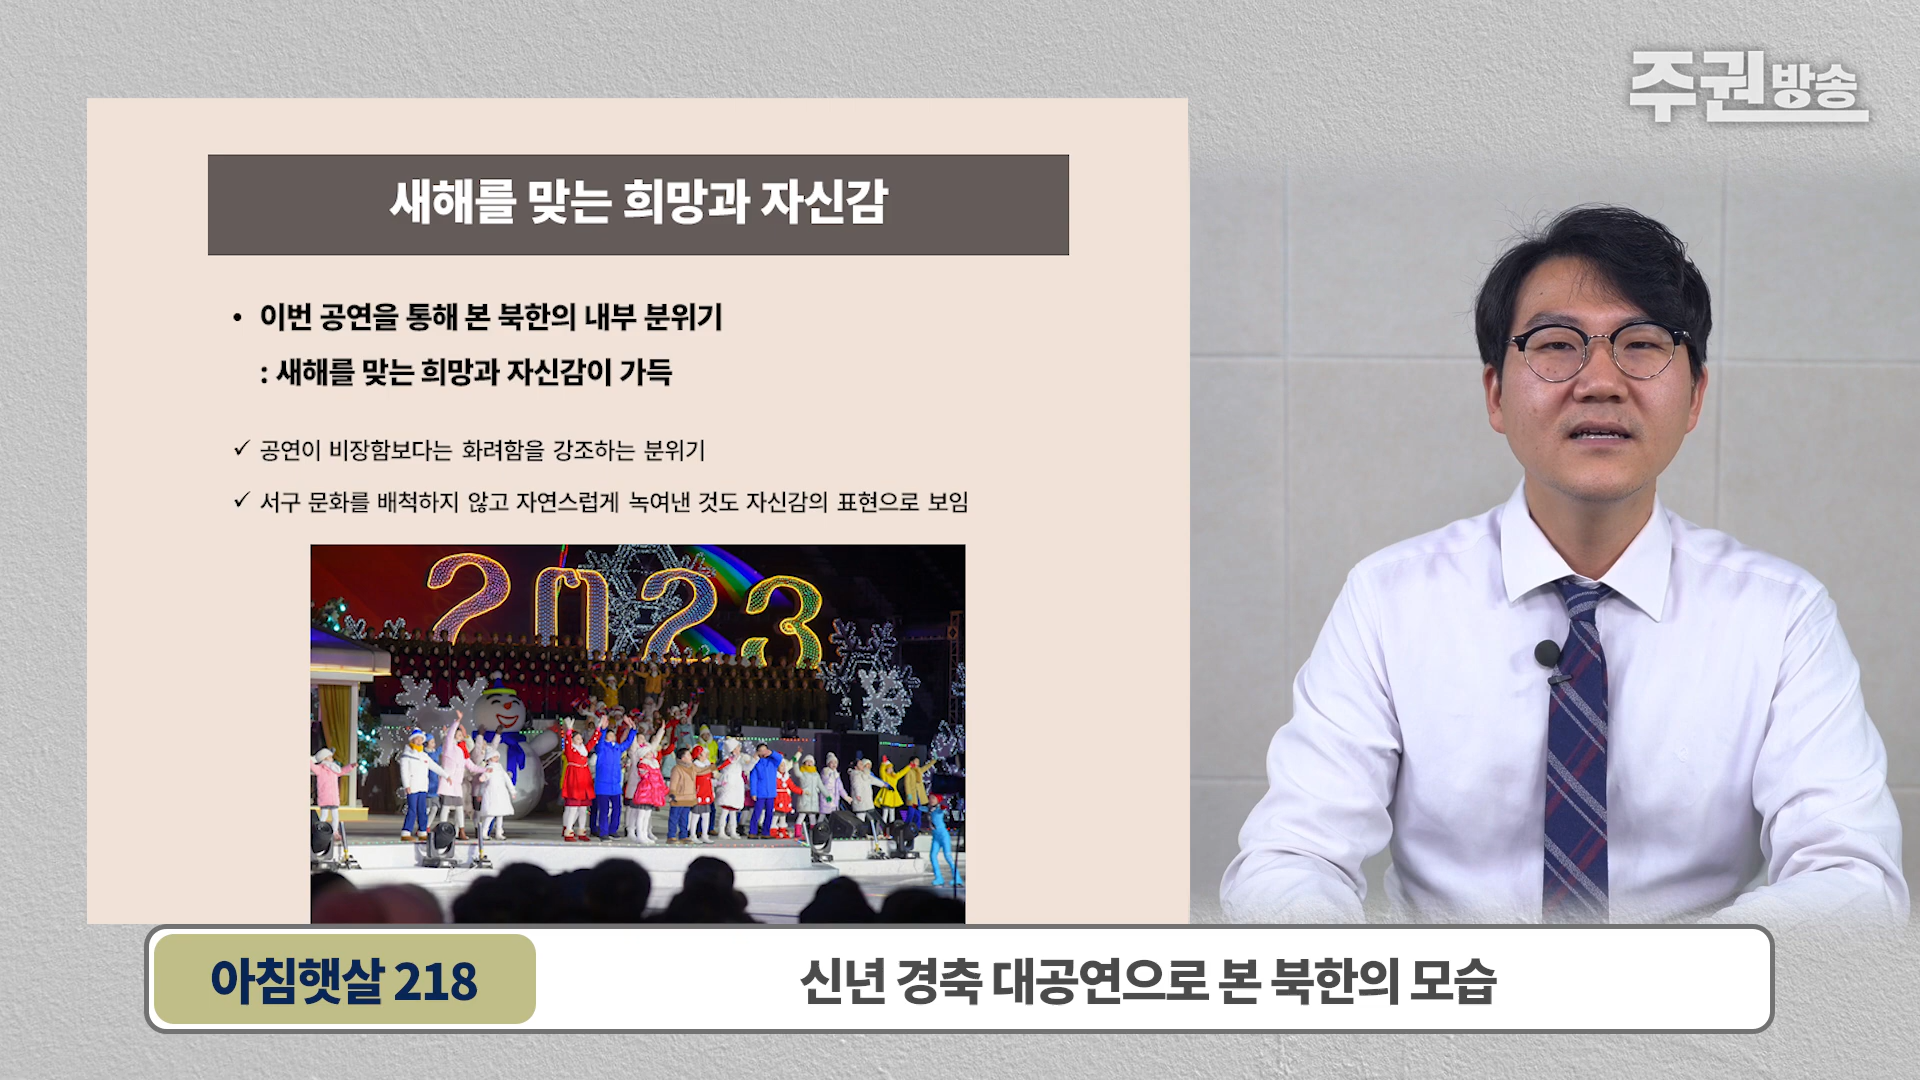 주권방송
새해를 맞는 희망과 자신감
• 이번 공연을 통해 본 북한의 내부 분위기
: 새해를 맞는 희망과 자신감이 가득
✓ 공연이 비장함보다는 화려함을 강조하는 분위기
✓ 서구 문화를 배척하지 않고 자연스럽게 녹여낸 것도 자신감의 표현으로 보임
2023
아침햇살 218
신년 경축 대공연으로 본 북한의 모습